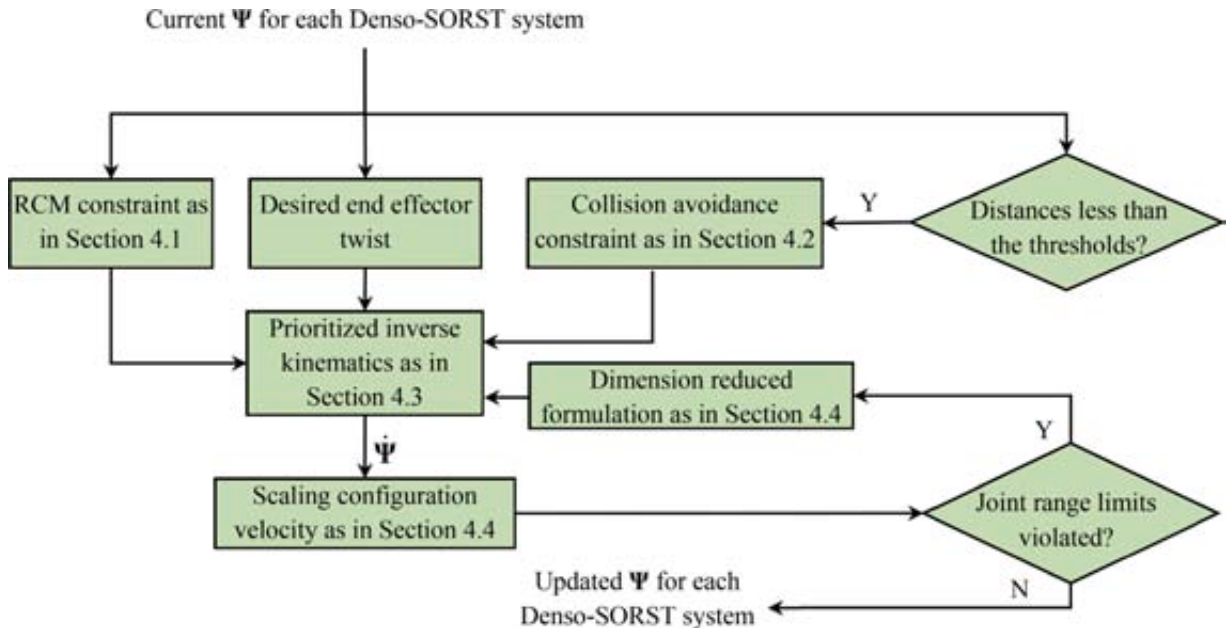 Current Ψ for each Denso-SORST system
RCM constraint as
in Section 4.1
Desired end effector
twist
Collision avoidance
constraint as in Section 4.2
Y
Distances less than
the thresholds?
Prioritized inverse
kinematics as in
Section 4.3
Dimension reduced
formulation as in Section 4.4
Y
Ψ̇
Scaling configuration
velocity as in Section 4.4
Joint range limits
violated?
N
Updated Ψ for each
Denso-SORST system